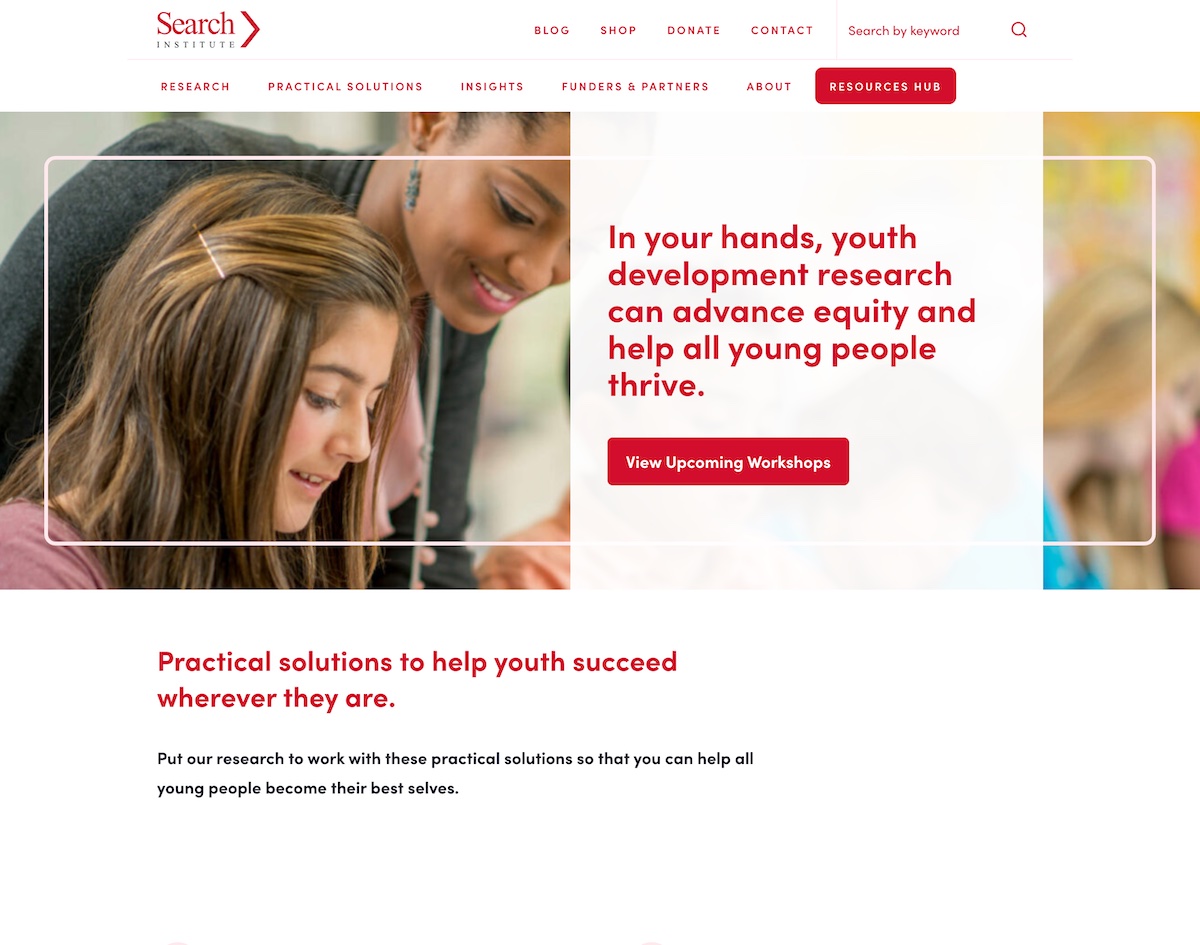 Search
INSTITUTE
BLOG SHOP DONATE CONTACT Search by keyword
RESEARCH PRACTICAL SOLUTIONS INSIGHTS FUNDERS & PARTNERS ABOUT RESOURCES HUB
In your hands, youth
development research
can advance equity and
help all young people
thrive.
View Upcoming Workshops
Practical solutions to help youth succeed
wherever they are.
Put our research to work with these practical solutions so that you can help all
young people become their best selves.